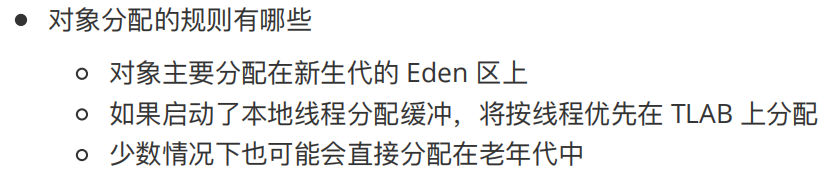 对象分配的规则有哪些
对象主要分配在新生代的 Eden 区上
如果启动了本地线程分配缓冲，将按线程优先在 TLAB 上分配
少数情况下也可能会直接分配在老年代中